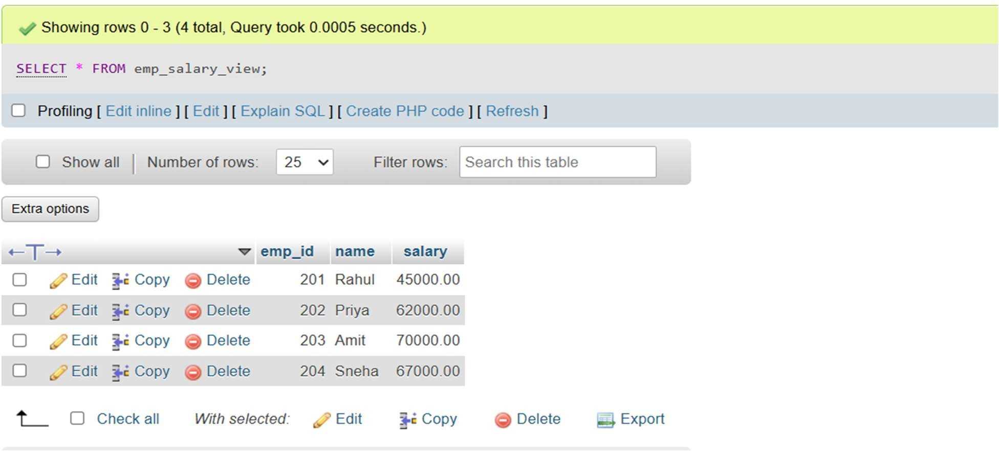 Showing rows 0 - 3 (4 total, Query took 0.0005 seconds.)
SELECT * FROM emp_salary_view;
Profiling [ Edit inline ] [ Edit ] [ Explain SQL ] [ Create PHP code ] [ Refresh ]
Show all | Number of rows: 25 Filter rows: Search this table
Extra options
←T→ emp_id name salary
Edit Copy Delete 201 Rahul 45000.00
Edit Copy Delete 202 Priya 62000.00
Edit Copy Delete 203 Amit 70000.00
Edit Copy Delete 204 Sneha 67000.00
Check all With selected: Edit Copy Delete Export